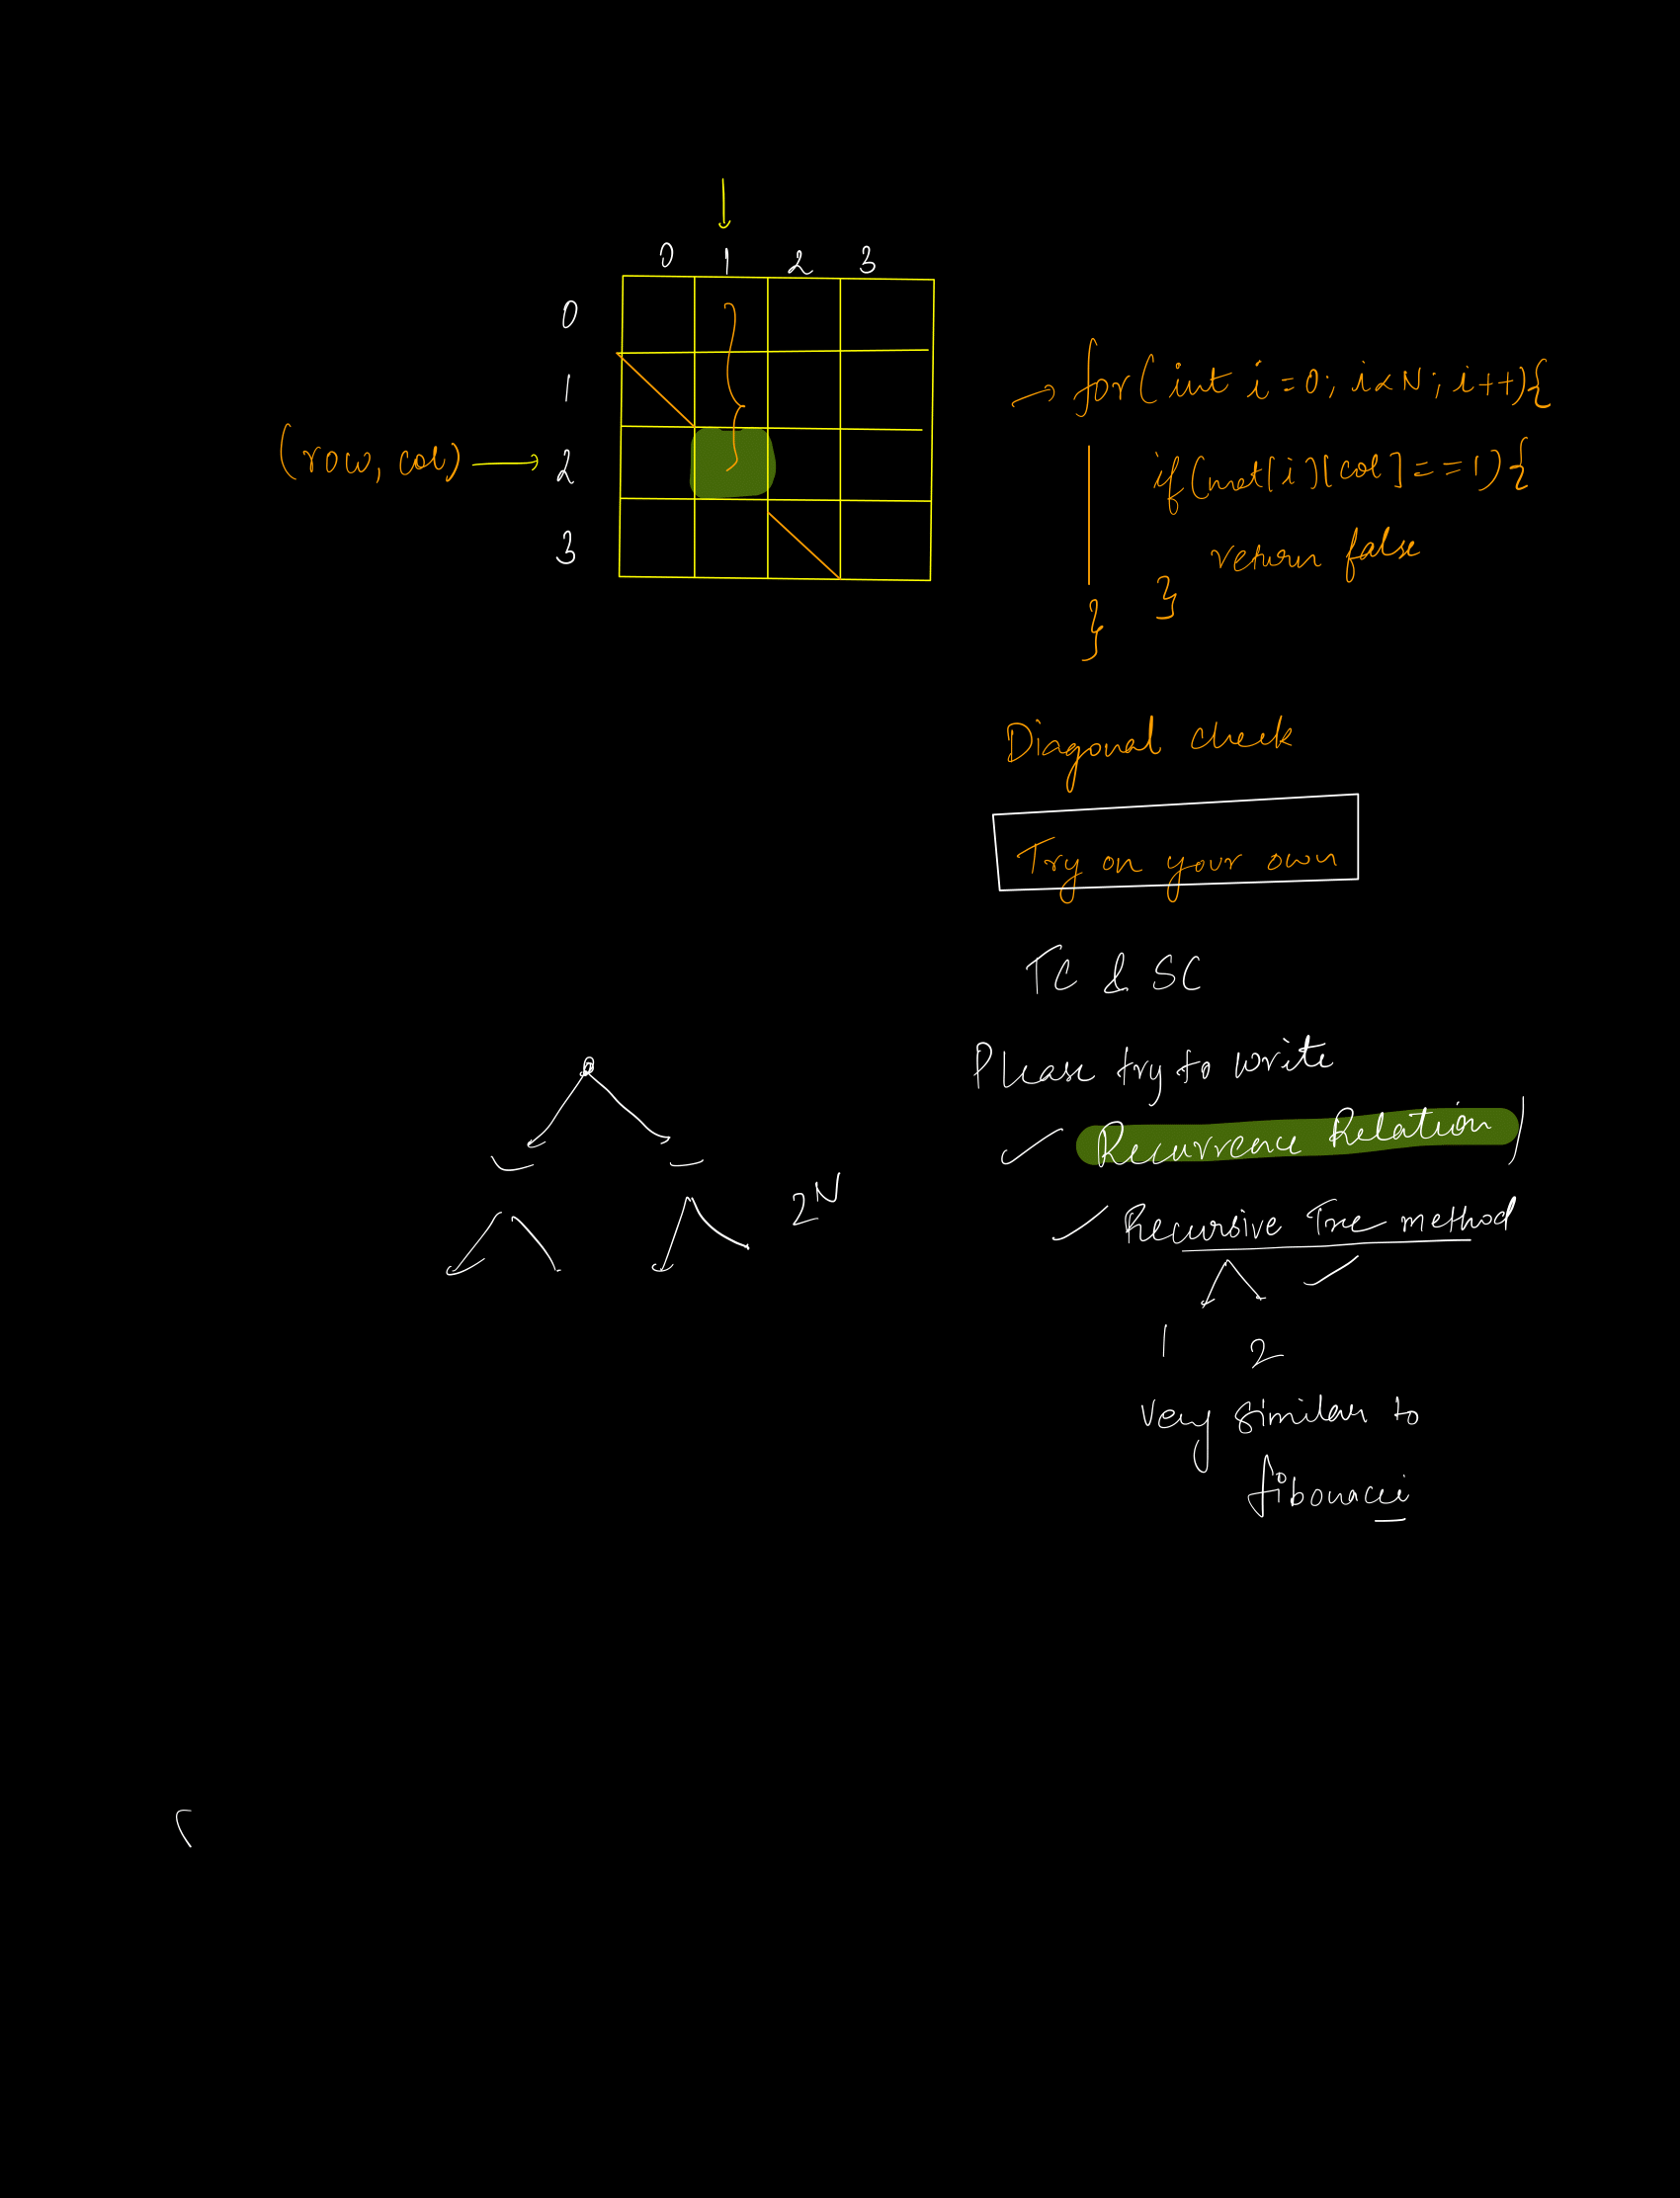 0 1 2 3
0
1
(row, col) → 2
3
→ for(int i=0; i<N; i++){
if(mat[i][col]==1){
return false
}
}
Diagonal check
Try on your own
TC & SC
Please try to write
Recurrence Relation
Recursive Tree method
2^N
1 2
very similar to
fibonacci